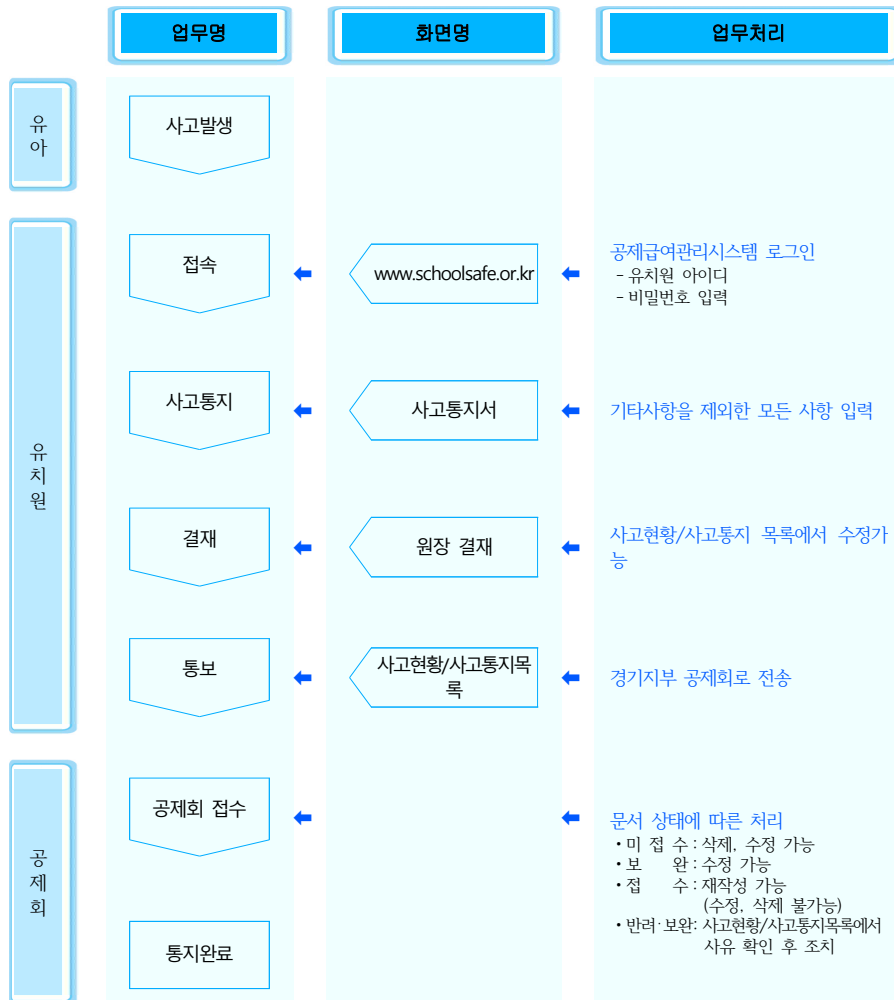 업무명
화면명
업무처리
유
아
사고발생
유
치
원
접속
www.schoolsafe.or.kr
공제급여관리시스템 로그인
- 유치원 아이디
- 비밀번호 입력
사고통지
사고통지서
기타사항을 제외한 모든 사항 입력
결재
원장 결재
사고현황/사고통지 목록에서 수정가
능
통보
사고현황/사고통지목
록
경기지부 공제회로 전송
공
제
회
공제회 접수
문서 상태에 따른 처리
• 미 접 수 : 삭제, 수정 가능
• 보 완 : 수정 가능
• 접 수 : 재작성 가능
(수정, 삭제 불가능)
• 반려·보완: 사고현황/사고통지목록에서
사유 확인 후 조치
통지완료